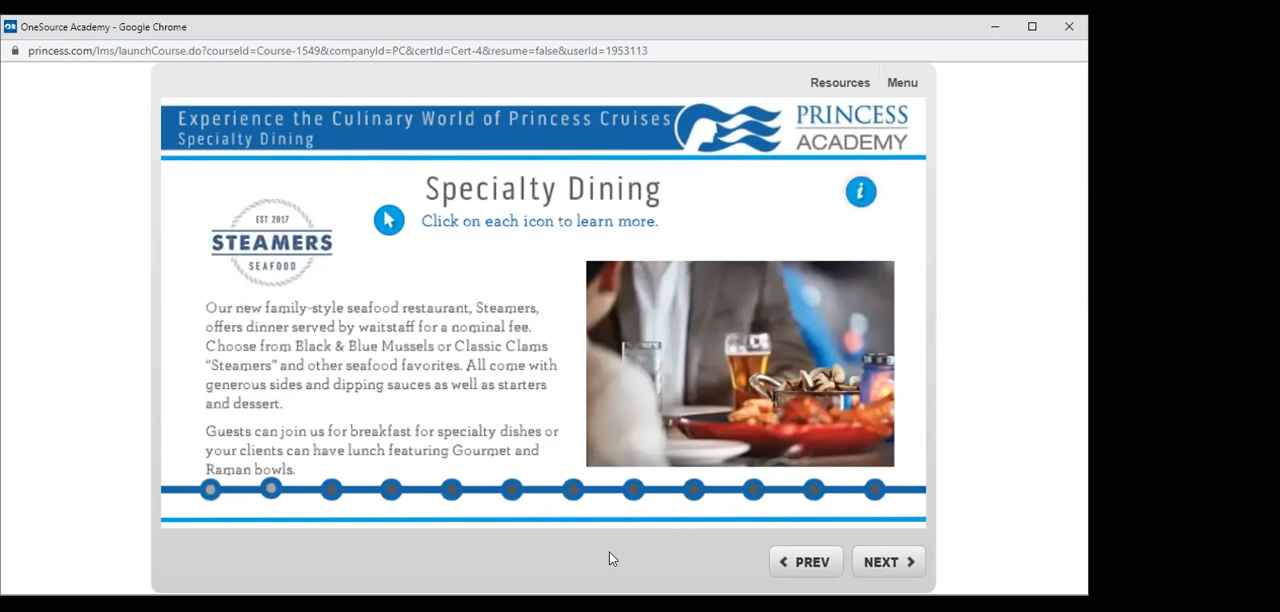 OneSource Academy - Google Chrome
princess.com/lms/launchCourse.do?courseId=Course-1549&companyId=PC&certId=Cert-4&resume=false&userId=1953113
Resources Menu
Experience the Culinary World of Princess Cruises
Specialty Dining
PRINCESS
ACADEMY
Specialty Dining
Click on each icon to learn more.
i
EST 2017
STEAMERS
SEAFOOD
Our new family-style seafood restaurant, Steamers,
offers dinner served by waitstaff for a nominal fee.
Choose from Black & Blue Mussels or Classic Clams
“Steamers” and other seafood favorites. All come with
generous sides and dipping sauces as well as starters
and dessert.
Guests can join us for breakfast for specialty dishes or
your clients can have lunch featuring Gourmet and
Raman bowls.
PREV NEXT